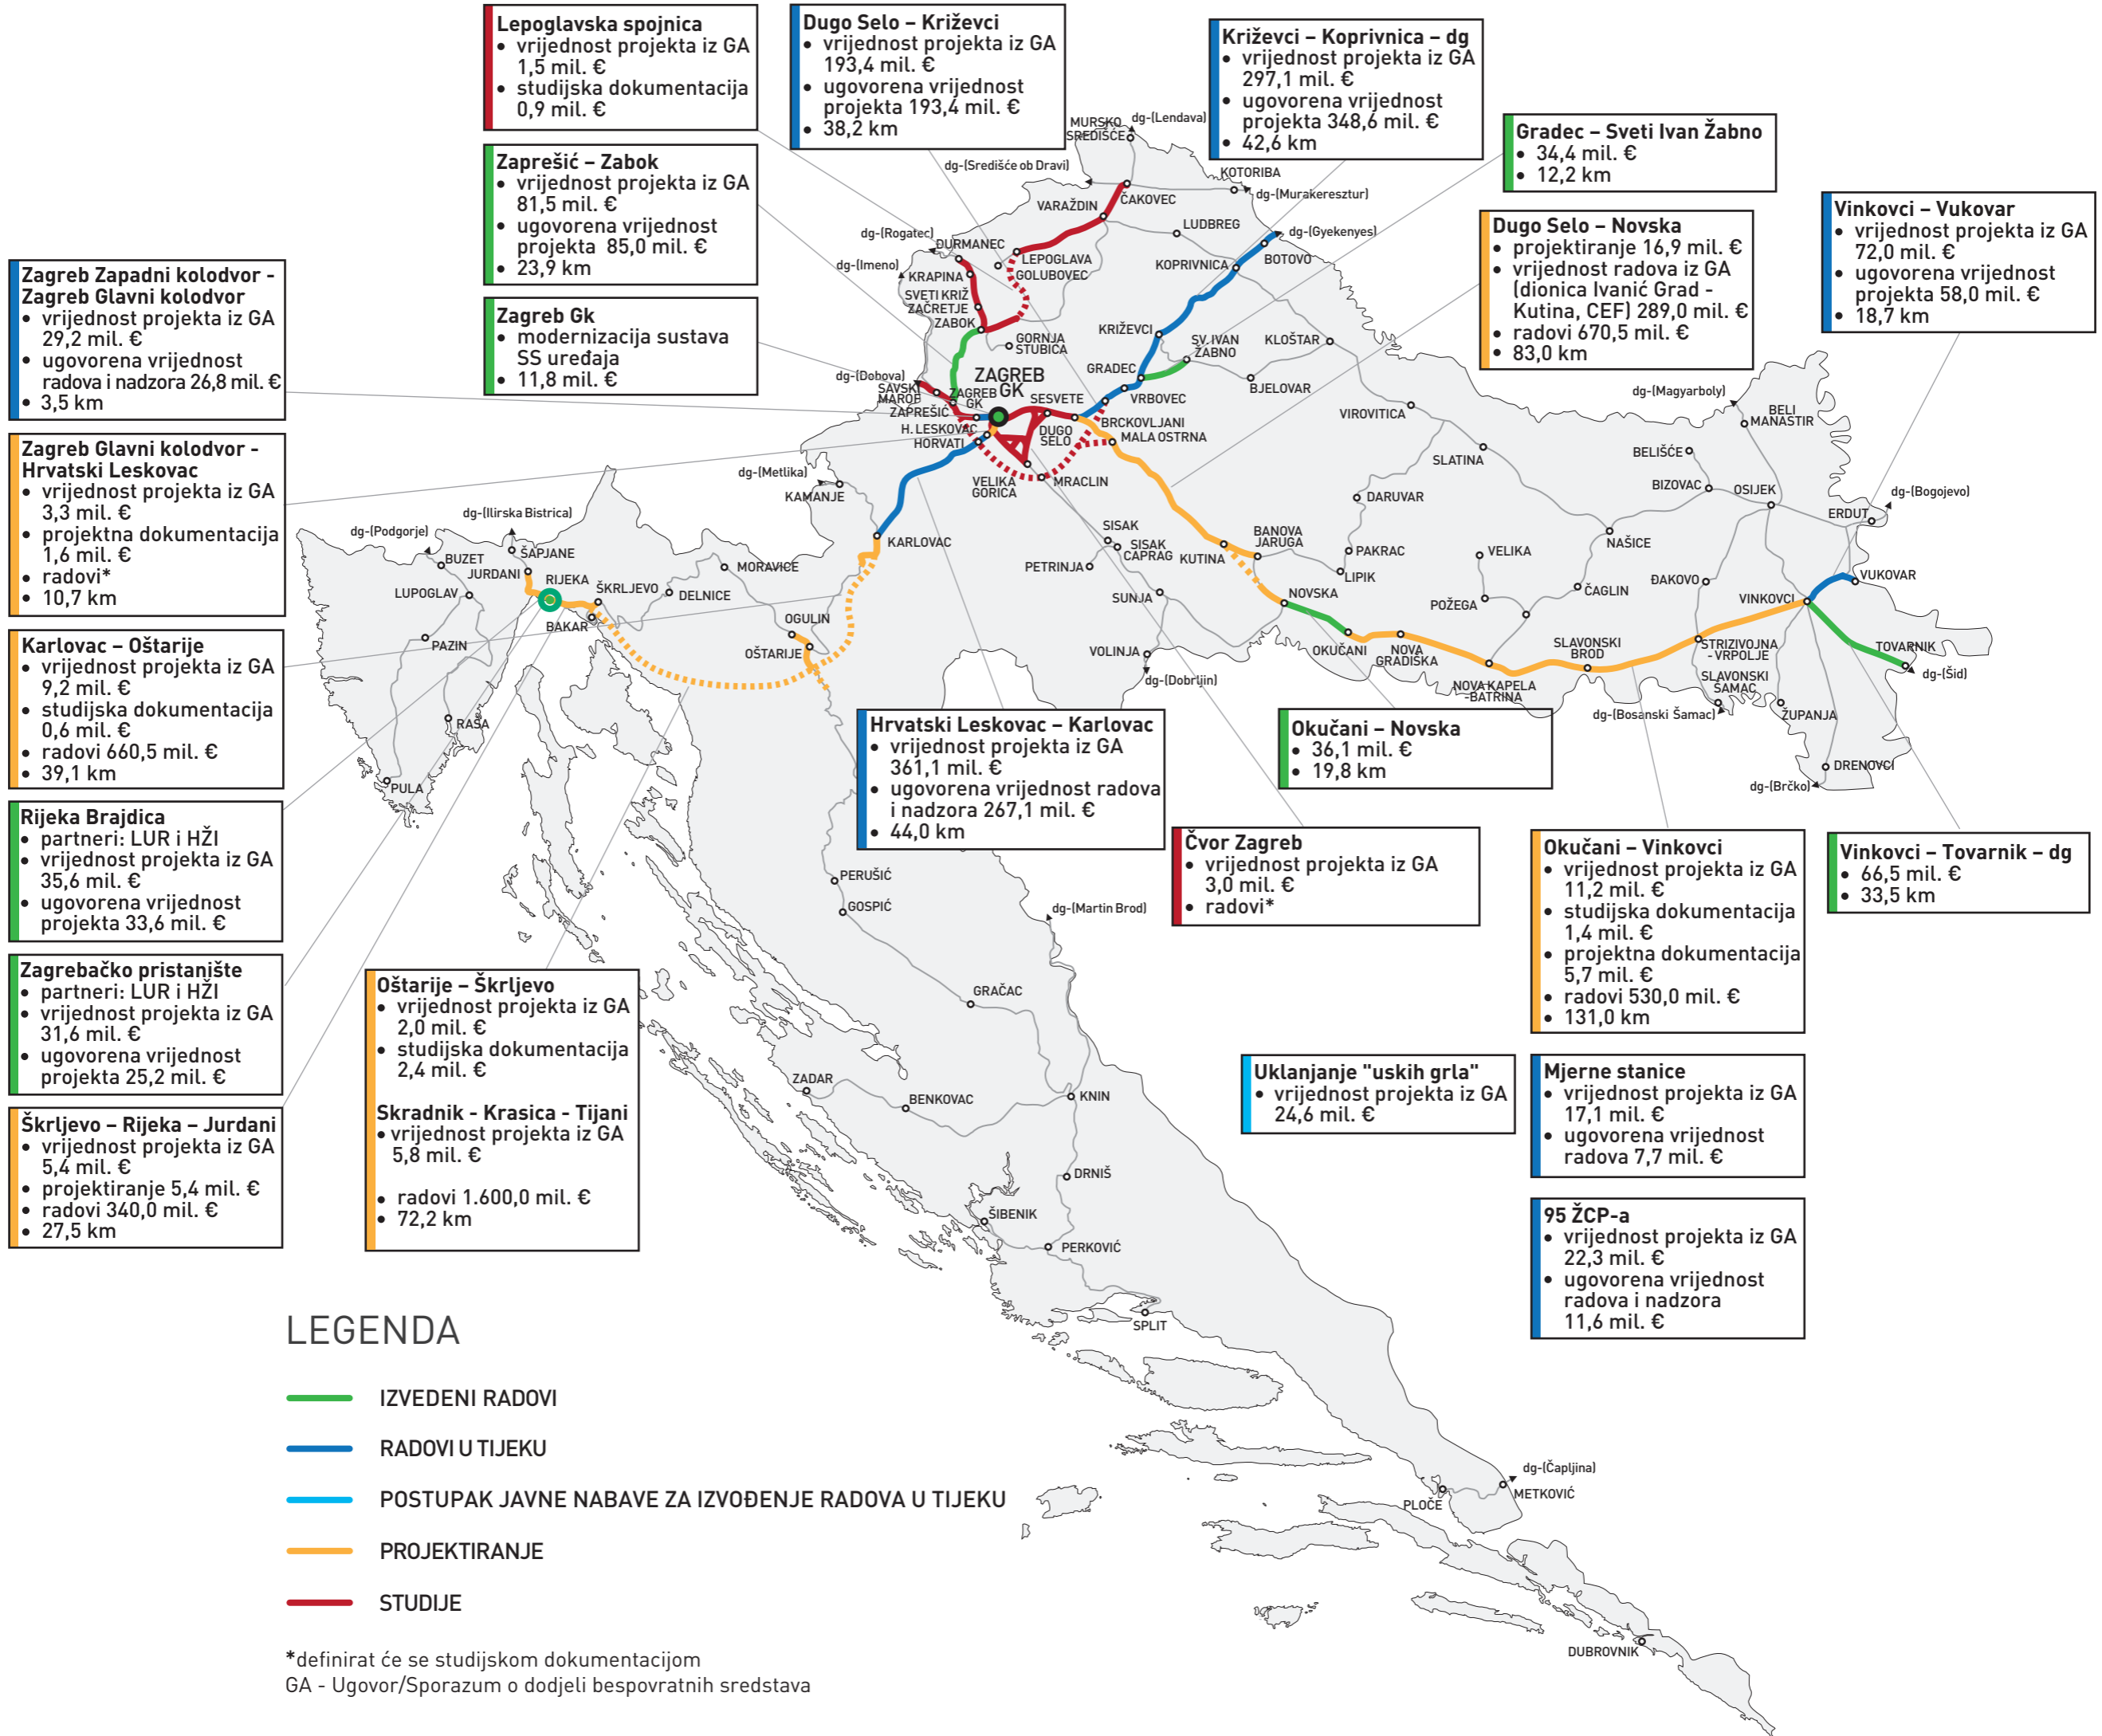 Lepoglavska spojnica
• vrijednost projekta iz GA
1,5 mil. €
• studijska dokumentacija
0,9 mil. €
Dugo Selo – Križevci
• vrijednost projekta iz GA
193,4 mil. €
• ugovorena vrijednost
projekta 193,4 mil. €
• 38,2 km
Križevci – Koprivnica – dg
• vrijednost projekta iz GA
297,1 mil. €
• ugovorena vrijednost
projekta 348,6 mil. €
• 42,6 km
Gradec – Sveti Ivan Žabno
• 34,4 mil. €
• 12,2 km
Zaprešić – Zabok
• vrijednost projekta iz GA
81,5 mil. €
• ugovorena vrijednost
projekta 85,0 mil. €
• 23,9 km
Vinkovci – Vukovar
• vrijednost projekta iz GA
72,0 mil. €
• ugovorena vrijednost
projekta 58,0 mil. €
• 18,7 km
Dugo Selo – Novska
• projektiranje 16,9 mil. €
• vrijednost radova iz GA
(dionica Ivanić Grad -
Kutina, CEF) 289,0 mil. €
• radovi 670,5 mil. €
• 83,0 km
Zagreb Zapadni kolodvor -
Zagreb Glavni kolodvor
• vrijednost projekta iz GA
29,2 mil. €
• ugovorena vrijednost
radova i nadzora 26,8 mil. €
• 3,5 km
Zagreb Gk
• modernizacija sustava
SS uređaja
• 11,8 mil. €
Zagreb Glavni kolodvor -
Hrvatski Leskovac
• vrijednost projekta iz GA
3,3 mil. €
• projektna dokumentacija
1,6 mil. €
• radovi*
• 10,7 km
Karlovac – Oštarije
• vrijednost projekta iz GA
9,2 mil. €
• studijska dokumentacija
0,6 mil. €
• radovi 660,5 mil. €
• 39,1 km
Rijeka Brajdica
• partneri: LUR i HŽI
• vrijednost projekta iz GA
35,6 mil. €
• ugovorena vrijednost
projekta 33,6 mil. €
Zagrebačko pristanište
• partneri: LUR i HŽI
• vrijednost projekta iz GA
31,6 mil. €
• ugovorena vrijednost
projekta 25,2 mil. €
Škrljevo – Rijeka – Jurdani
• vrijednost projekta iz GA
5,4 mil. €
• projektiranje 5,4 mil. €
• radovi 340,0 mil. €
• 27,5 km
Oštarije – Škrljevo
• vrijednost projekta iz GA
2,0 mil. €
• studijska dokumentacija
2,4 mil. €
Skradnik - Krasica - Tijani
• vrijednost projekta iz GA
5,8 mil. €
• radovi 1.600,0 mil. €
• 72,2 km
Hrvatski Leskovac – Karlovac
• vrijednost projekta iz GA
361,1 mil. €
• ugovorena vrijednost radova
i nadzora 267,1 mil. €
• 44,0 km
Okučani – Novska
• 36,1 mil. €
• 19,8 km
Čvor Zagreb
• vrijednost projekta iz GA
3,0 mil. €
• radovi*
Okučani – Vinkovci
• vrijednost projekta iz GA
11,2 mil. €
• studijska dokumentacija
1,4 mil. €
• projektna dokumentacija
5,7 mil. €
• radovi 530,0 mil. €
• 131,0 km
Vinkovci – Tovarnik – dg
• 66,5 mil. €
• 33,5 km
Uklanjanje "uskih grla"
• vrijednost projekta iz GA
24,6 mil. €
Mjerne stanice
• vrijednost projekta iz GA
17,1 mil. €
• ugovorena vrijednost
radova 7,7 mil. €
95 ŽCP-a
• vrijednost projekta iz GA
22,3 mil. €
• ugovorena vrijednost
radova i nadzora
11,6 mil. €
MURSKO
SREDIŠĆE
dg-(Lendava)
dg-(Središće ob Dravi)
KOTORIBA
dg-(Murakeresztur)
ČAKOVEC
VARAŽDIN
LUDBREG
dg-(Rogatec)
ĐURMANEC
dg-(Gyekenyes)
BOTOVO
KOPRIVNICA
LEPOGLAVA
GOLUBOVEC
dg-(Imeno)
KRAPINA
SVETI KRIŽ
ZAČRETJE
ZABOK
GORNJA
STUBICA
KRIŽEVCI
SV. IVAN
ŽABNO
KLOŠTAR
GRADEC
BJELOVAR
VRBOVEC
dg-(Dobova)
SAVSKI
MAROF
ZAGREB
GK
ZAGREB
GK
ZAPREŠIĆ
SESVETE
H. LESKOVAC
HORVATI
DUGO
SELO
BRCKOVLJANI
MALA OSTRNA
VIROVITICA
dg-(Magyarboly)
BELI
MANASTIR
SLATINA
BELIŠĆE
BIZOVAC
OSIJEK
dg-(Bogojevo)
ERDUT
VELIKA
GORICA
MRACLIN
dg-(Metlika)
KAMANJE
DARUVAR
KARLOVAC
SISAK
SISAK
CAPRAG
PETRINJA
KUTINA
BANOVA
JARUGA
PAKRAC
LIPIK
VELIKA
NAŠICE
ČAGLIN
POŽEGA
ĐAKOVO
VINKOVCI
VUKOVAR
SUNJA
NOVSKA
VOLINJA
dg-(Dobrljin)
OKUČANI
NOVA
GRADIŠKA
NOVA KAPELA
-BATRINA
SLAVONSKI
BROD
STRIZIVOJNA
-VRPOLJE
SLAVONSKI
ŠAMAC
dg-(Bosanski Šamac)
TOVARNIK
dg-(Šid)
ŽUPANJA
DRENOVCI
dg-(Brčko)
dg-(Podgorje)
dg-(Ilirska Bistrica)
BUZET
ŠAPJANE
JURDANI
RIJEKA
ŠKRLJEVO
MORAVICE
DELNICE
LUPOGLAV
BAKAR
OGULIN
OŠTARIJE
PAZIN
RAŠA
PULA
PERUŠIĆ
GOSPIĆ
dg-(Martin Brod)
GRAČAC
ZADAR
BENKOVAC
KNIN
DRNIŠ
ŠIBENIK
PERKOVIĆ
SPLIT
dg-(Čapljina)
PLOČE
METKOVIĆ
DUBROVNIK
LEGENDA
IZVEDENI RADOVI
RADOVI U TIJEKU
POSTUPAK JAVNE NABAVE ZA IZVOĐENJE RADOVA U TIJEKU
PROJEKTIRANJE
STUDIJE
*definirat će se studijskom dokumentacijom
GA - Ugovor/Sporazum o dodjeli bespovratnih sredstava